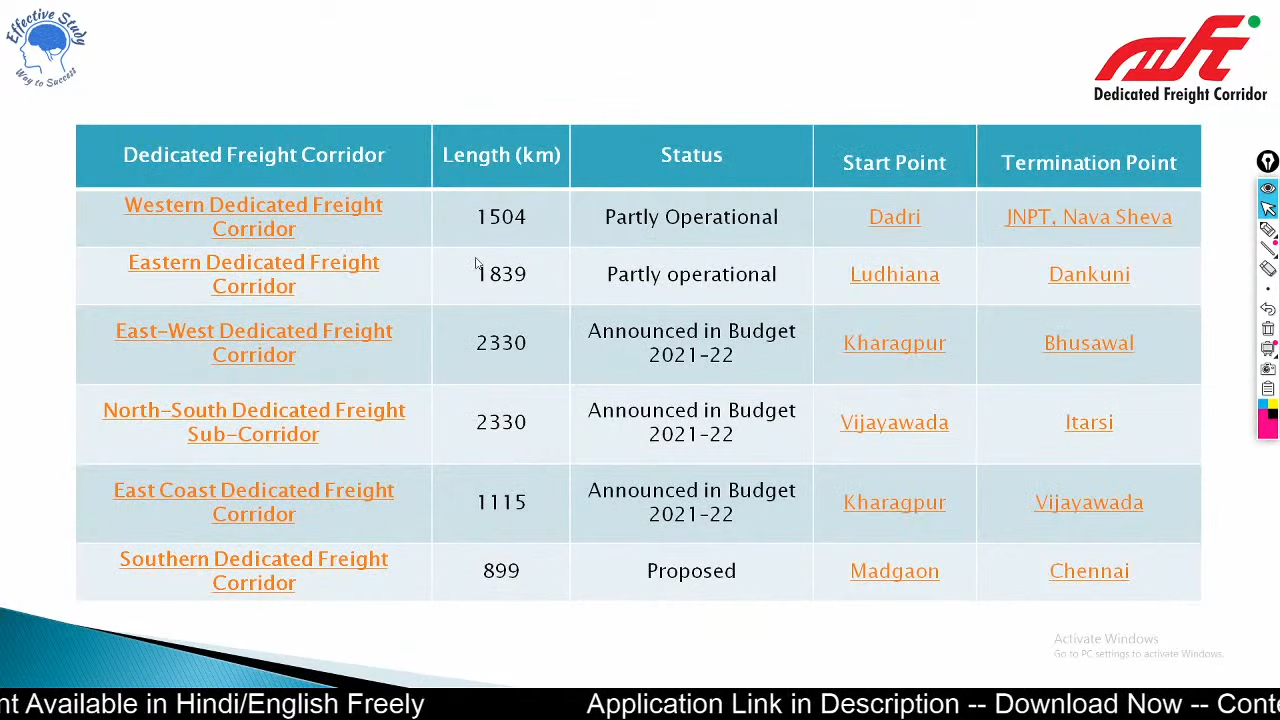 Effective Study
Way to Success
Dedicated Freight Corridor
Dedicated Freight Corridor Length (km) Status Start Point Termination Point
Western Dedicated Freight
Corridor
1504
Partly Operational
Dadri
JNPT, Nava Sheva
Eastern Dedicated Freight
Corridor
1839
Partly operational
Ludhiana
Dankuni
East-West Dedicated Freight
Corridor
2330
Announced in Budget
2021-22
Kharagpur
Bhusawal
North-South Dedicated Freight
Sub-Corridor
2330
Announced in Budget
2021-22
Vijayawada
Itarsi
East Coast Dedicated Freight
Corridor
1115
Announced in Budget
2021-22
Kharagpur
Vijayawada
Southern Dedicated Freight
Corridor
899
Proposed
Madgaon
Chennai
Activate Windows
Go to PC settings to activate Windows.
nt Available in Hindi/English Freely Application Link in Description -- Download Now -- Conte